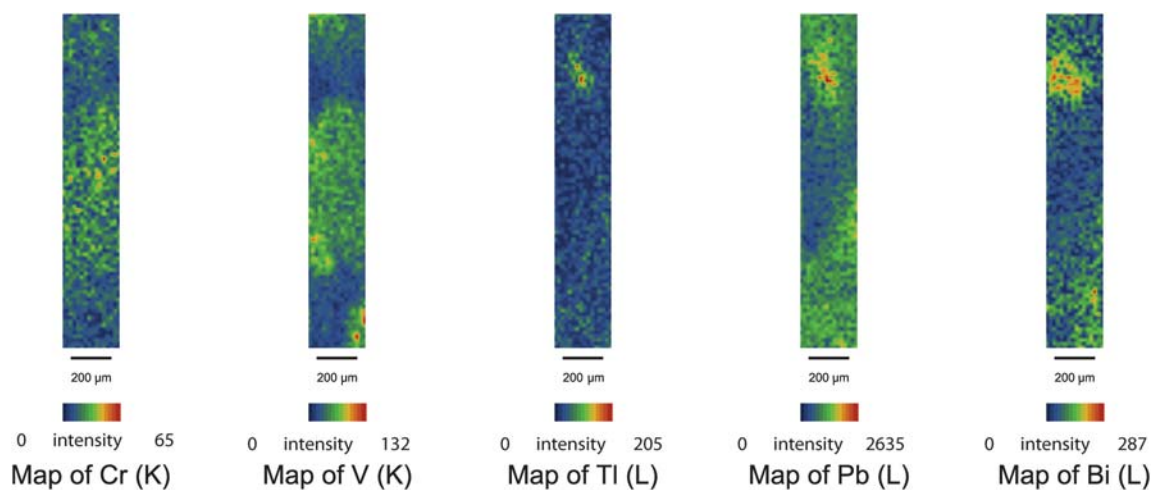 200 µm 200 µm 200 µm 200 µm 200 µm
0 intensity 65 0 intensity 132 0 intensity 205 0 intensity 2635 0 intensity 287
Map of Cr (K) Map of V (K) Map of Tl (L) Map of Pb (L) Map of Bi (L)